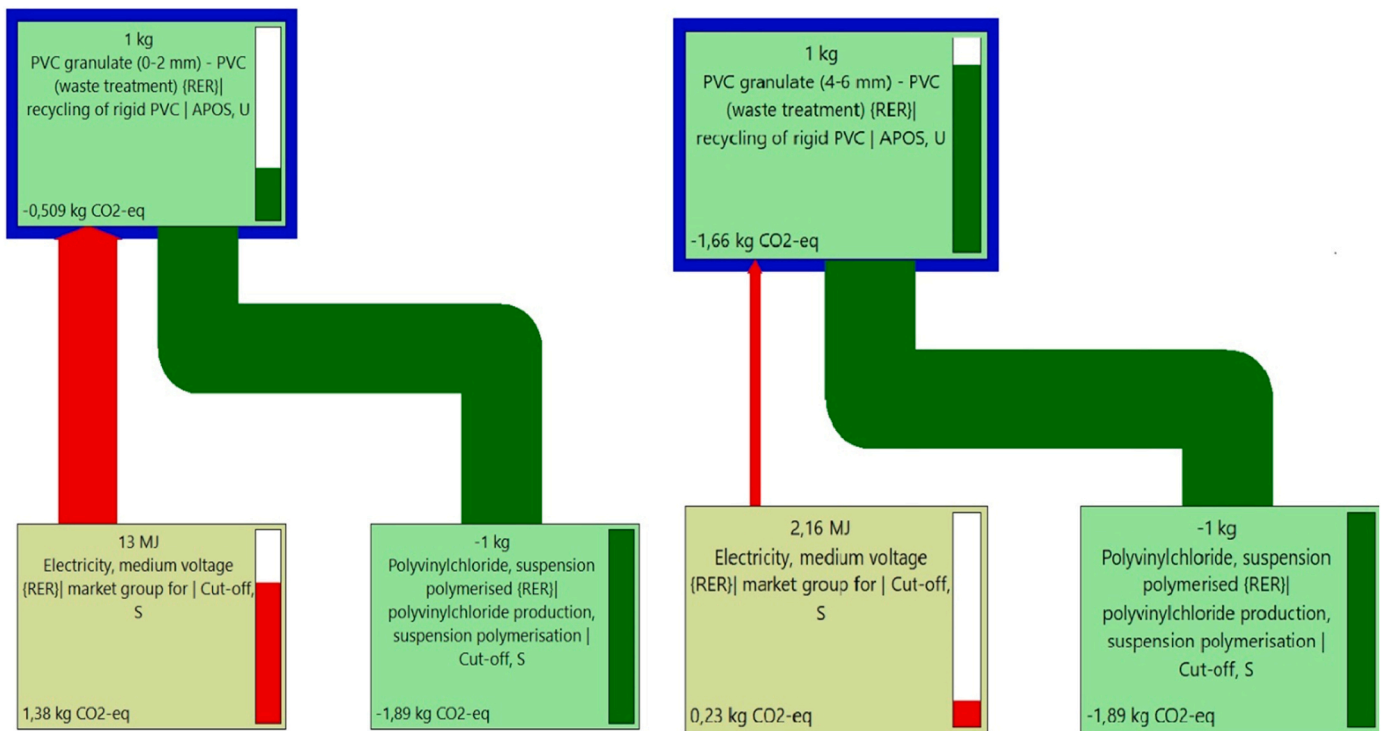 1 kg
PVC granulate (0-2 mm) - PVC
(waste treatment) {RER}|
recycling of rigid PVC | APOS, U
-0,509 kg CO2-eq
1 kg
PVC granulate (4-6 mm) - PVC
(waste treatment) {RER}|
recycling of rigid PVC | APOS, U
-1,66 kg CO2-eq
13 MJ
Electricity, medium voltage
{RER}| market group for | Cut-off,
S
1,38 kg CO2-eq
-1 kg
Polyvinylchloride, suspension
polymerised {RER}|
polyvinylchloride production,
suspension polymerisation |
Cut-off, S
-1,89 kg CO2-eq
2,16 MJ
Electricity, medium voltage
{RER}| market group for | Cut-off,
S
0,23 kg CO2-eq
-1 kg
Polyvinylchloride, suspension
polymerised {RER}|
polyvinylchloride production,
suspension polymerisation |
Cut-off, S
-1,89 kg CO2-eq